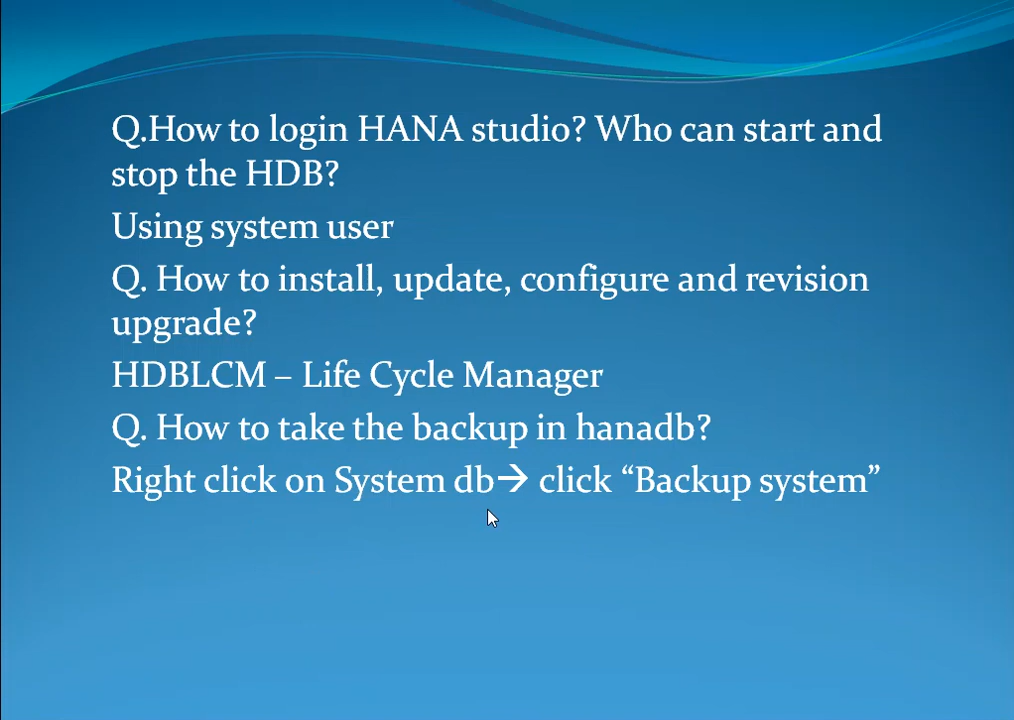 Q.How to login HANA studio? Who can start and
stop the HDB?
Using system user
Q. How to install, update, configure and revision
upgrade?
HDBLCM – Life Cycle Manager
Q. How to take the backup in hanadb?
Right click on System db→ click “Backup system”